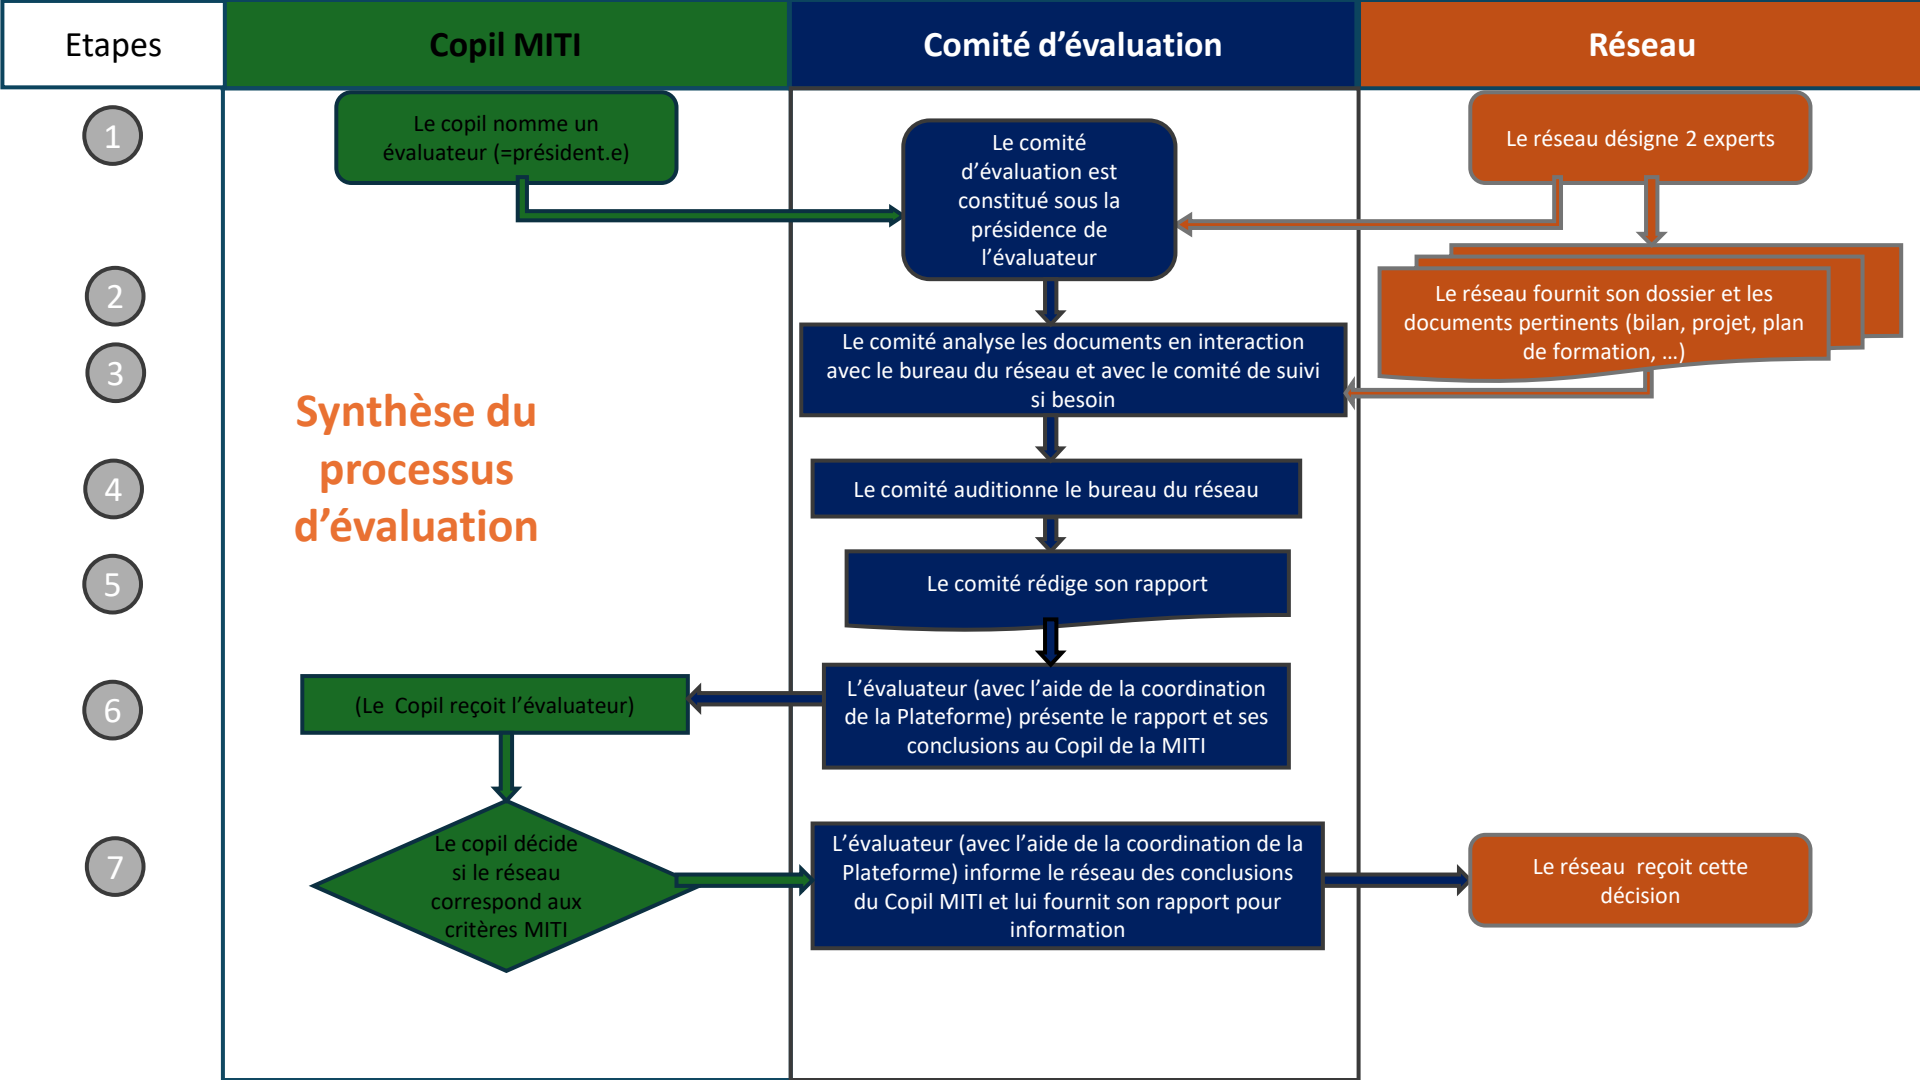 Etapes
Copil MITI
Comité d'évaluation
Réseau
1
Le copil nomme un
évaluateur (=président.e)
Le comité
d'évaluation est
constitué sous la
présidence de
l'évaluateur
Le réseau désigne 2 experts
2
Le réseau fournit son dossier et les
documents pertinents (bilan, projet, plan
de formation, …)
3
Le comité analyse les documents en interaction
avec le bureau du réseau et avec le comité de suivi
si besoin
Synthèse du
processus
d'évaluation
4
Le comité auditionne le bureau du réseau
5
Le comité rédige son rapport
6
(Le  Copil reçoit l'évaluateur)
L'évaluateur (avec l'aide de la coordination
de la Plateforme) présente le rapport et ses
conclusions au Copil de la MITI
7
Le copil décide
si le réseau
correspond aux
critères MITI
L'évaluateur (avec l'aide de la coordination de la
Plateforme) informe le réseau des conclusions
du Copil MITI et lui fournit son rapport pour
information
Le réseau  reçoit cette
décision